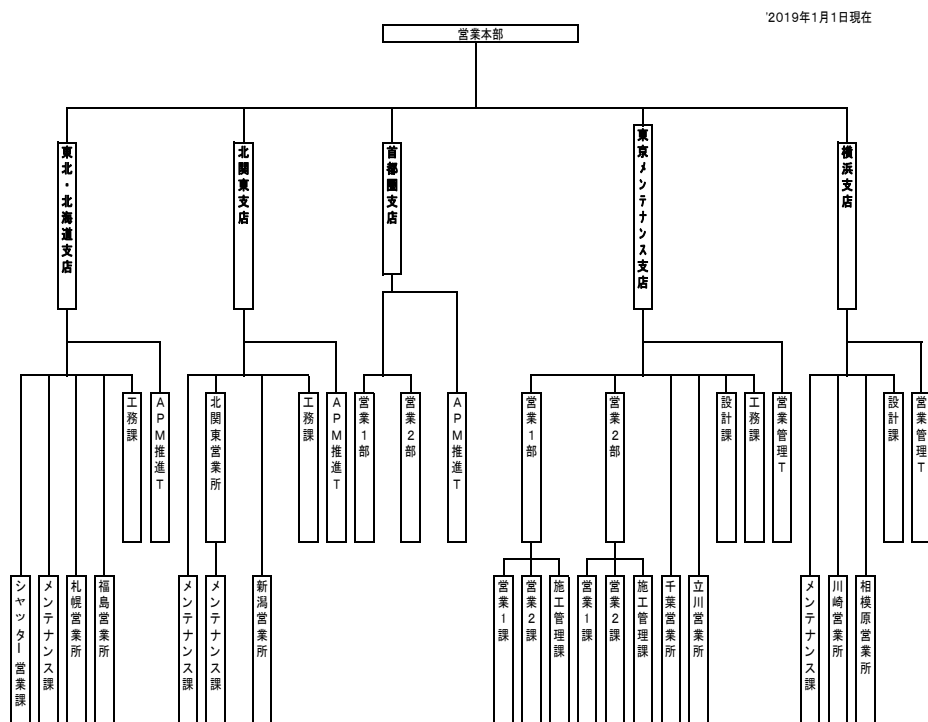 '2019年1月1日現在
営業本部
東北・北海道支店
北関東支店
首都圏支店
東京メンテナンス支店
横浜支店
工務課
APM推進T
北関東営業所
工務課
APM推進T
営業1部
営業2部
APM推進T
営業1部
営業2部
設計課
工務課
営業管理T
設計課
営業管理T
シャッター営業課
メンテナンス課
札幌営業所
福島営業所
メンテナンス課
メンテナンス課
新潟営業所
営業1課
営業2課
施工管理課
営業1課
営業2課
施工管理課
千葉営業所
立川営業所
メンテナンス課
川崎営業所
相模原営業所